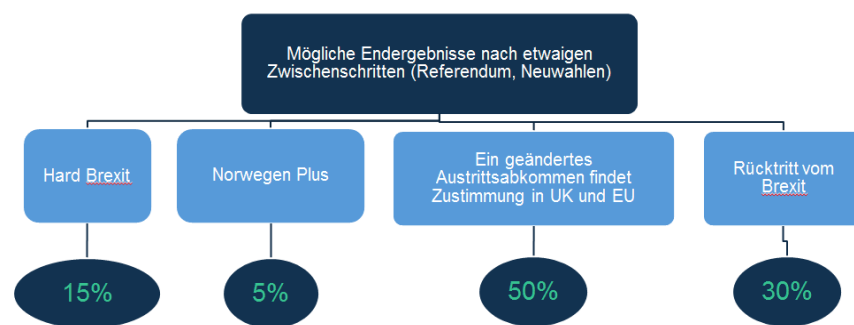 Mögliche Endergebnisse nach etwaigen
Zwischenschritten (Referendum, Neuwahlen)
Hard Brexit
Norwegen Plus
Ein geändertes
Austrittsabkommen findet
Zustimmung in UK und EU
Rücktritt vom
Brexit
15%
5%
50%
30%